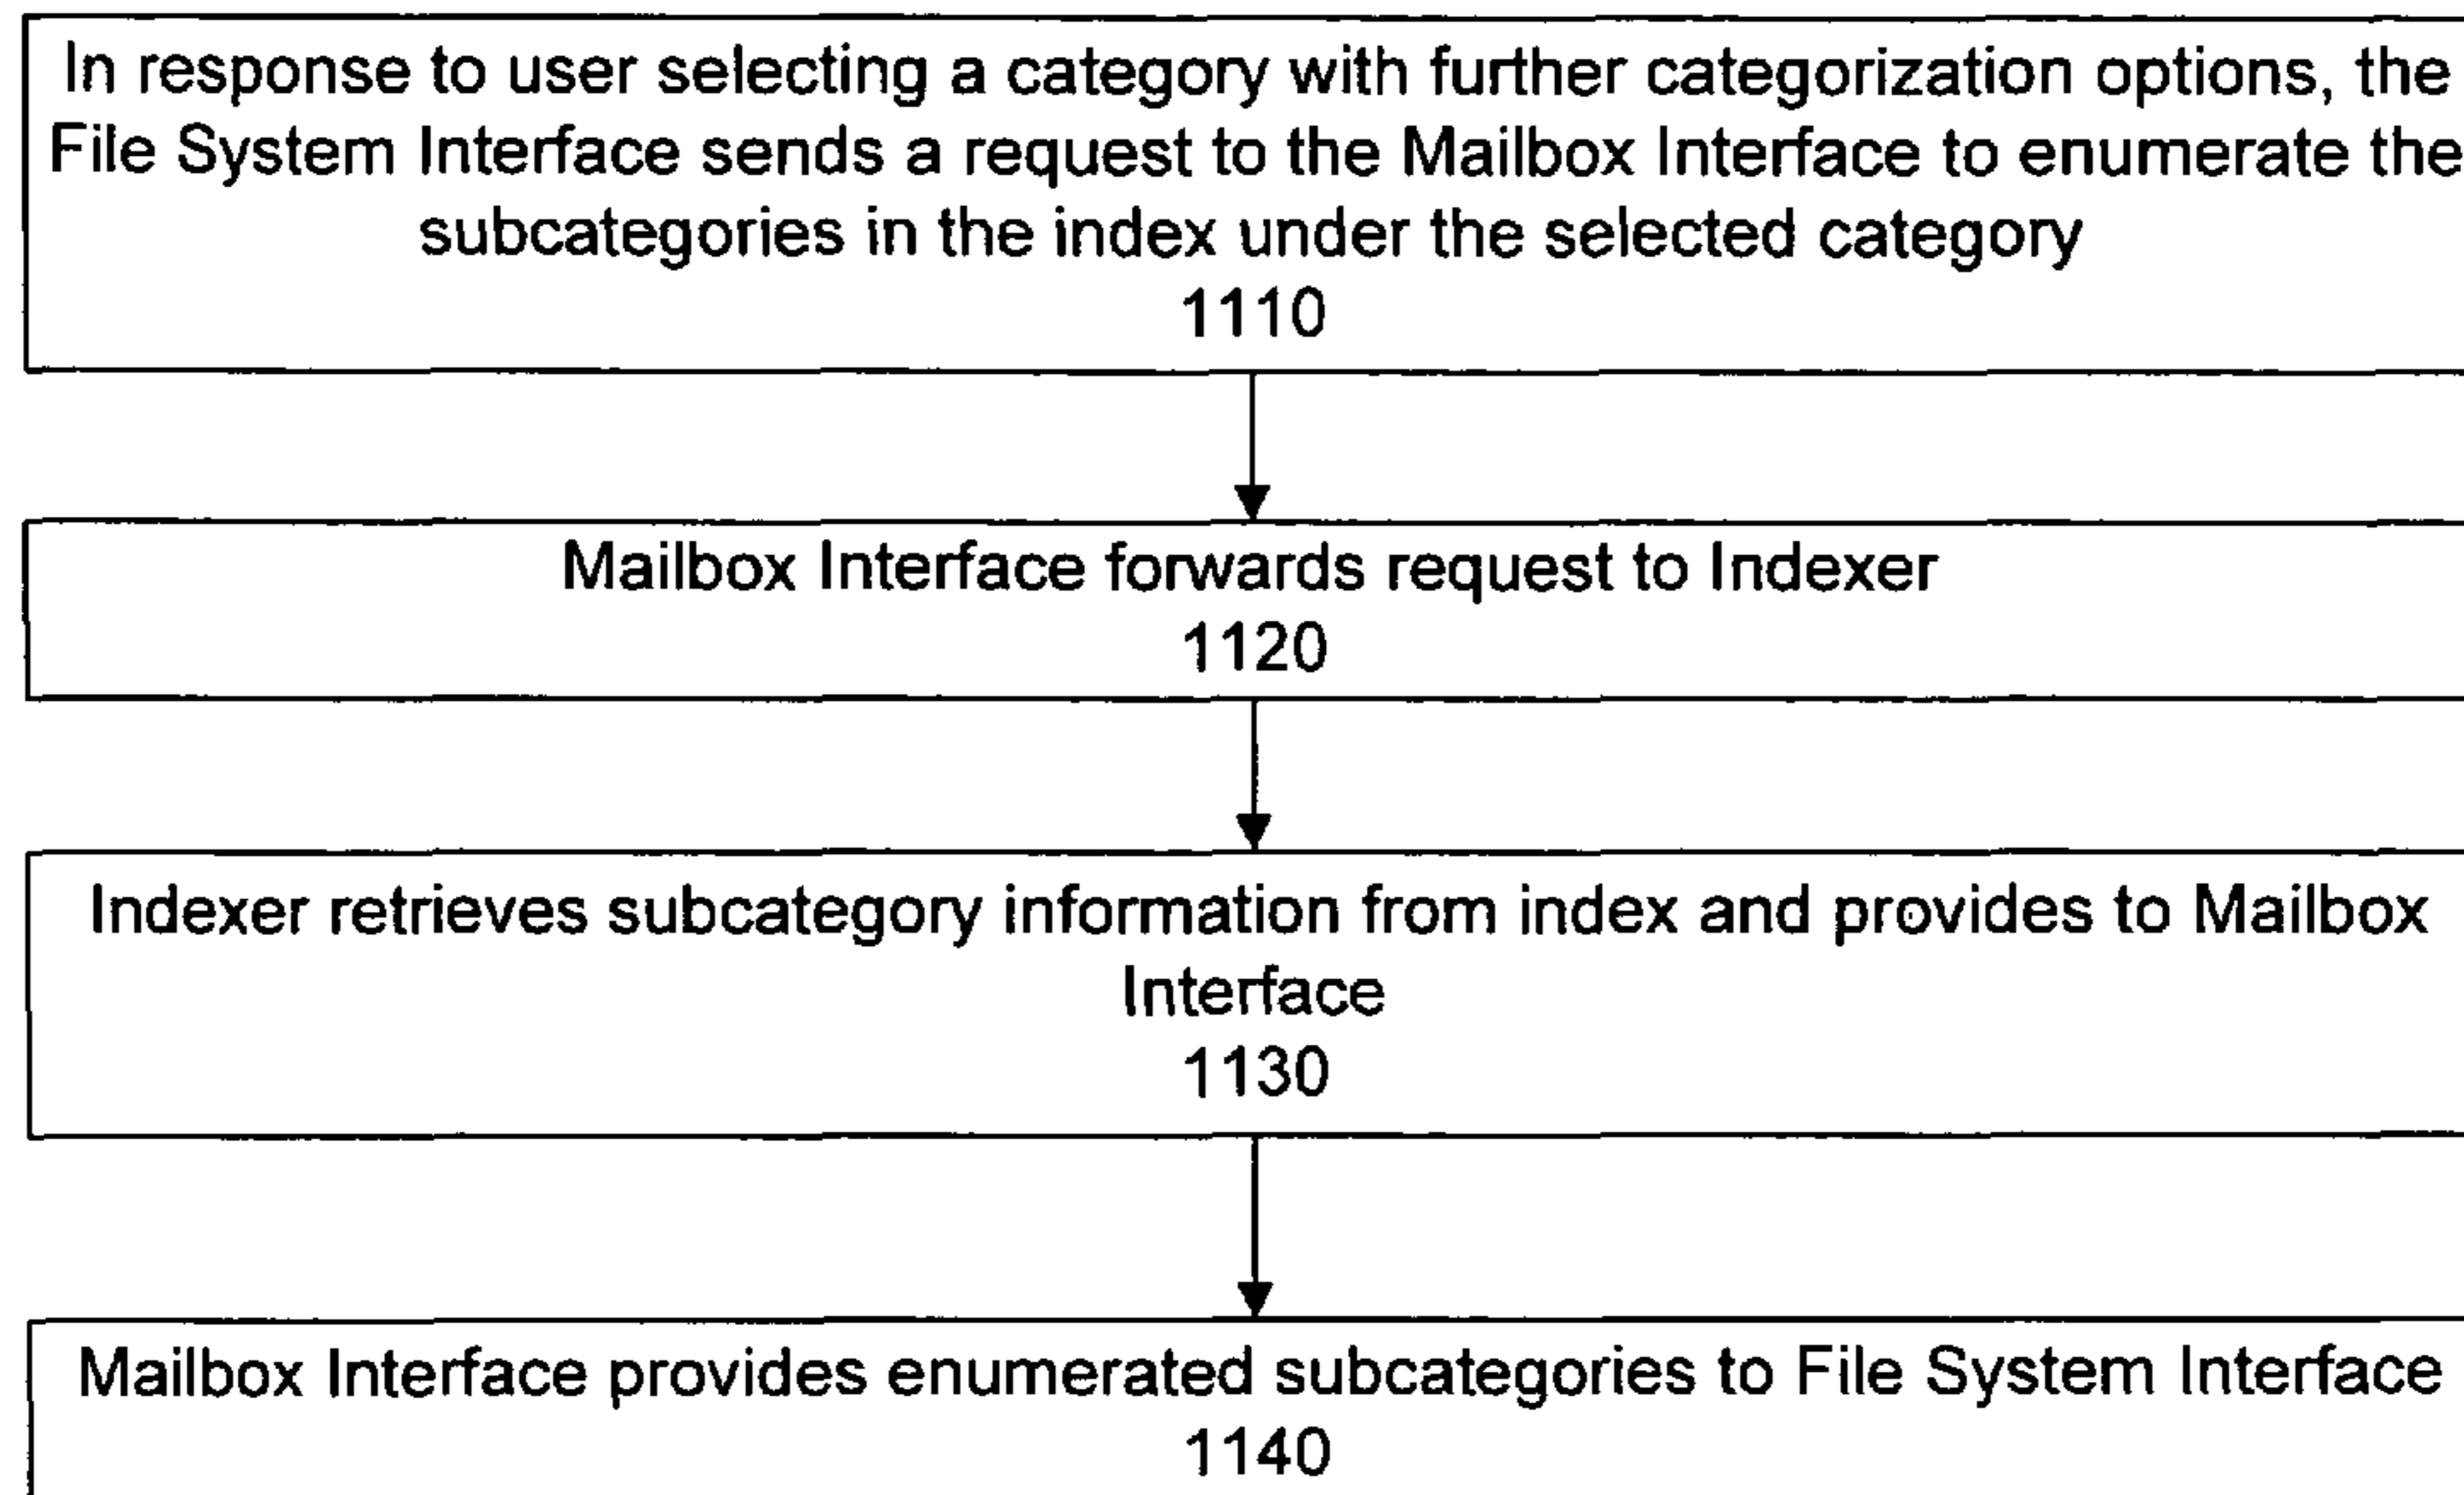 In response to user selecting a category with further categorization options, the
File System Interface sends a request to the Mailbox Interface to enumerate the
subcategories in the index under the selected category
1110
Mailbox Interface forwards request to Indexer
1120
Indexer retrieves subcategory information from index and provides to Mailbox
Interface
1130
Mailbox Interface provides enumerated subcategories to File System Interface
1140